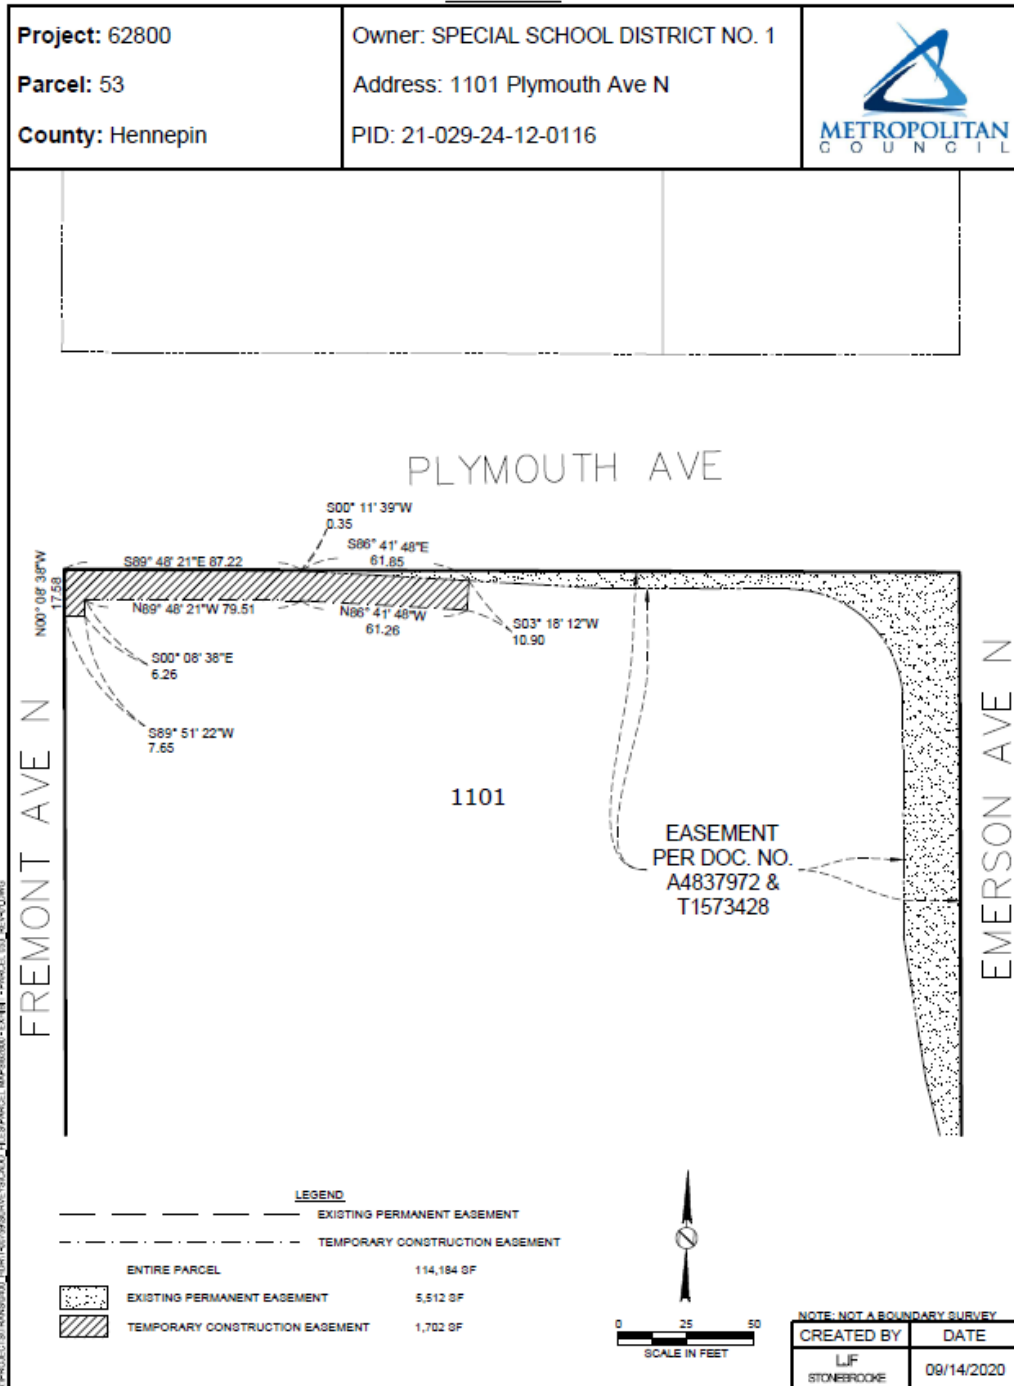 Project: 62800
Parcel: 53
County: Hennepin
Owner: SPECIAL SCHOOL DISTRICT NO. 1
Address: 1101 Plymouth Ave N
PID: 21-029-24-12-0116
METROPOLITAN
COUNCIL
PLYMOUTH AVE
S00° 11' 39"W
0.35
S89° 48' 21"E 87.22
S86° 41' 48"E
61.85
N00° 08' 38"W
17.58
N89° 48' 21"W 79.51
N86° 41' 48"W
61.26
S03° 18' 12"W
10.90
S00° 08' 38"E
6.26
S89° 51' 22"W
7.65
FREMONT AVE N
1101
EASEMENT
PER DOC. NO.
A4837972 &
T1573428
EMERSON AVE N
LEGEND
EXISTING PERMANENT EASEMENT
TEMPORARY CONSTRUCTION EASEMENT
ENTIRE PARCEL 114,184 SF
EXISTING PERMANENT EASEMENT 5,512 SF
TEMPORARY CONSTRUCTION EASEMENT 1,702 SF
0 25 50
SCALE IN FEET
NOTE: NOT A BOUNDARY SURVEY
CREATED BY DATE
LJF
STONEBROOKE
09/14/2020